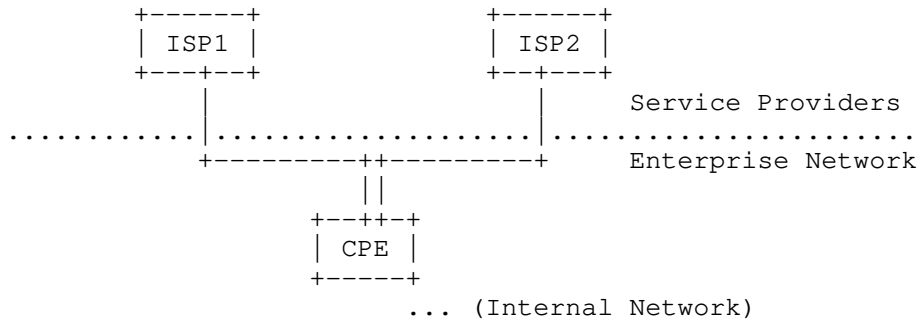 ISP1 ISP2
Service Providers
Enterprise Network
CPE
... (Internal Network)